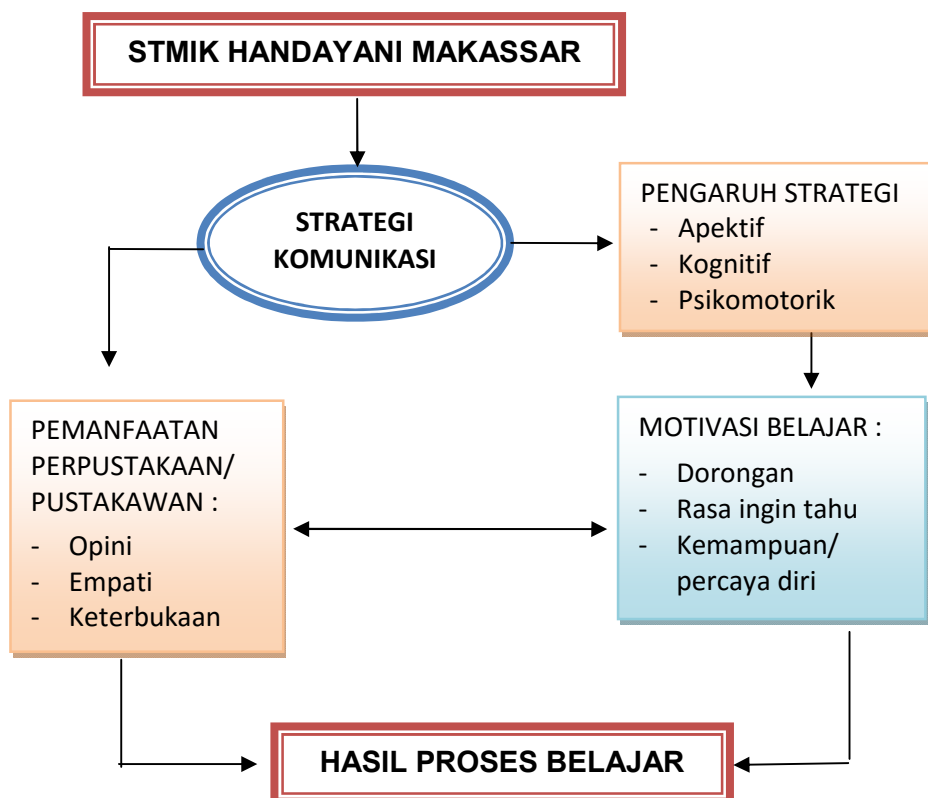 STMIK HANDAYANI MAKASSAR
STRATEGI
KOMUNIKASI
PENGARUH STRATEGI
- Apektif
- Kognitif
- Psikomotorik
PEMANFAATAN
PERPUSTAKAAN/
PUSTAKAWAN :
- Opini
- Empati
- Keterbukaan
MOTIVASI BELAJAR :
- Dorongan
- Rasa ingin tahu
- Kemampuan/
percaya diri
HASIL PROSES BELAJAR